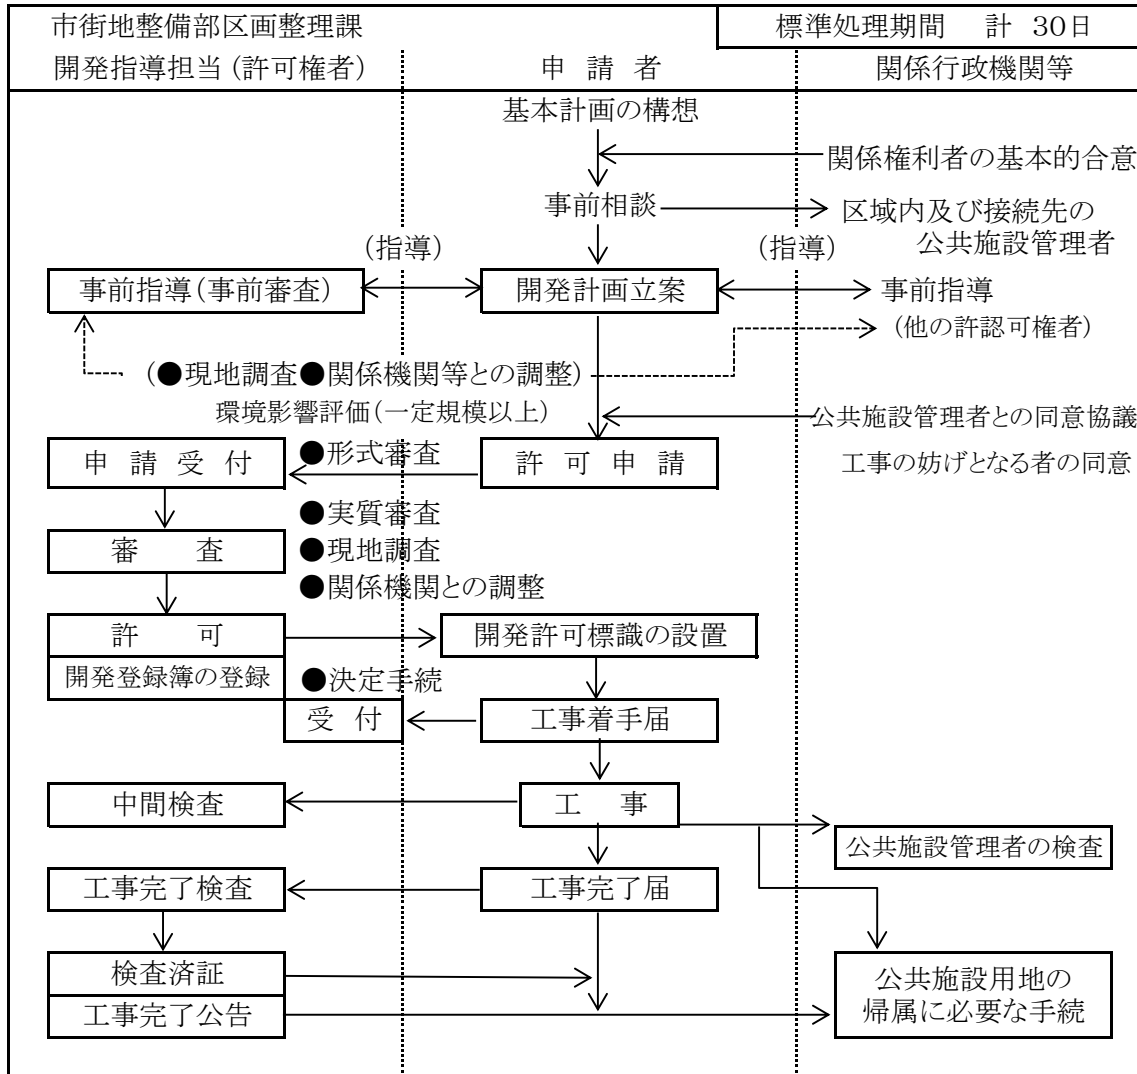 市街地整備部区画整理課
標準処理期間 計 30日
開発指導担当(許可権者)
申請者
関係行政機関等
基本計画の構想
関係権利者の基本的合意
事前相談
区域内及び接続先の
公共施設管理者
(指導)
(指導)
事前指導(事前審査)
開発計画立案
事前指導
(他の許認可権者)
(●現地調査●関係機関等との調整)
環境影響評価(一定規模以上)
公共施設管理者との同意協議
申請受付
●形式審査
許可申請
工事の妨げとなる者の同意
●実質審査
審査
●現地調査
●関係機関との調整
許可
開発許可標識の設置
開発登録簿の登録
●決定手続
受付
工事着手届
中間検査
工事
公共施設管理者の検査
工事完了検査
工事完了届
検査済証
公共施設用地の
帰属に必要な手続
工事完了公告